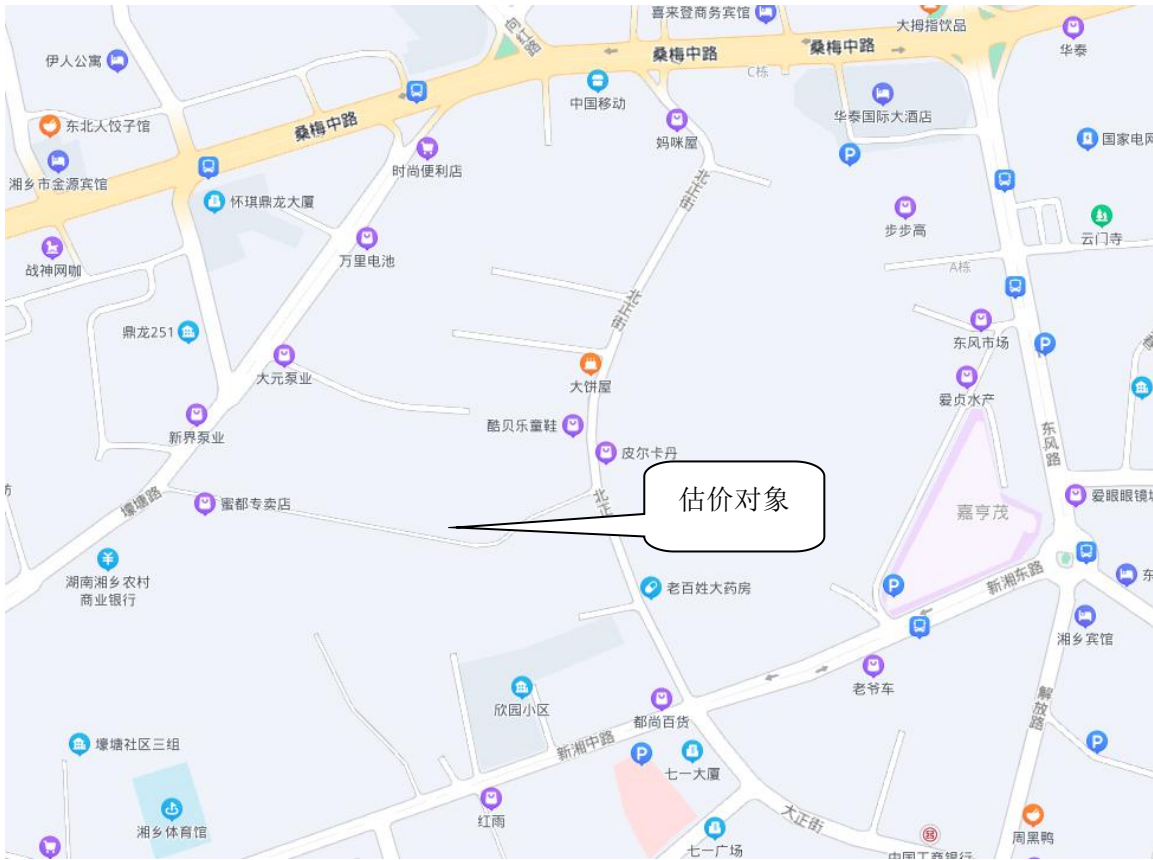 喜来登商务宾馆
大拇指饮品
向红路
桑梅中路
桑梅中路
华泰
伊人公寓
C栋
中国移动
华泰国际大酒店
东北人饺子馆
桑梅中路
妈咪屋
国家电网
时尚便利店
湘乡市金源宾馆
北正街
怀琪鼎龙大厦
步步高
云门寺
万里电池
战神网咖
A栋
北正街
鼎龙251
东风市场
大元泵业
大饼屋
爱贞水产
新界泵业
酷贝乐童鞋
东风路
皮尔卡丹
估价对象
壕塘路
蜜都专卖店
北正
爱眼眼镜城
嘉亨茂
湖南湘乡农村
商业银行
老百姓大药房
新湘东路
东
湘乡宾馆
老爷车
解放路
欣园小区
都尚百货
壕塘社区三组
新湘中路
七一大厦
红雨
大正街
湘乡体育馆
周黑鸭
七一广场
中国工商银行